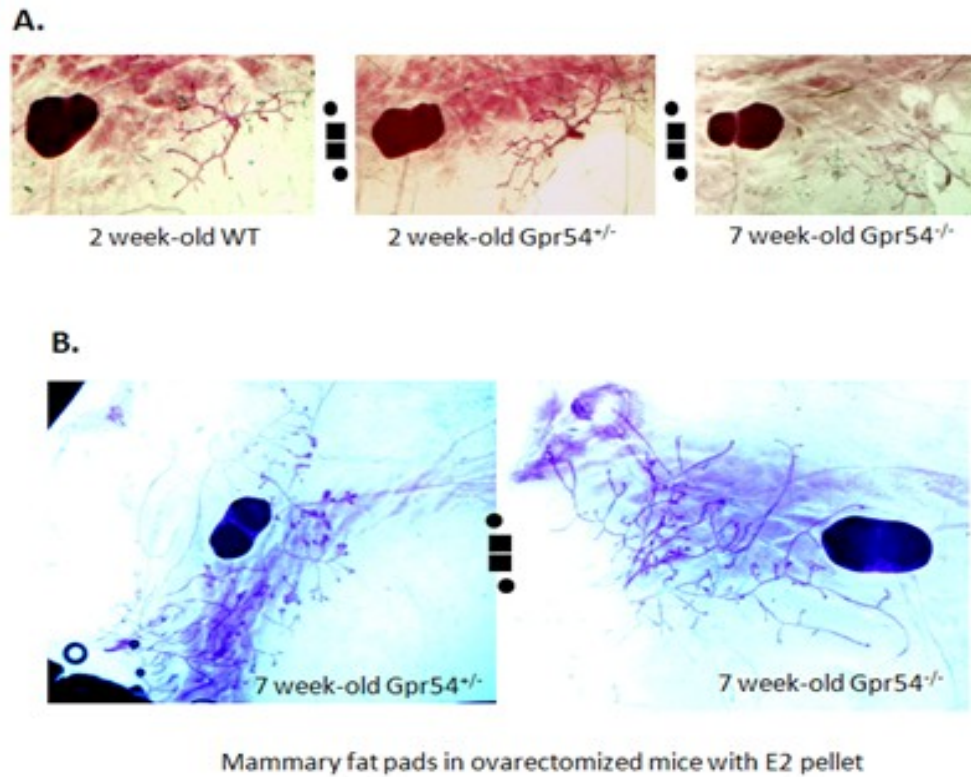 A.
2 week-old WT
2 week-old Gpr54+/-
7 week-old Gpr54-/-
B.
7 week-old Gpr54+/-
7 week-old Gpr54-/-
Mammary fat pads in ovarectomized mice with E2 pellet